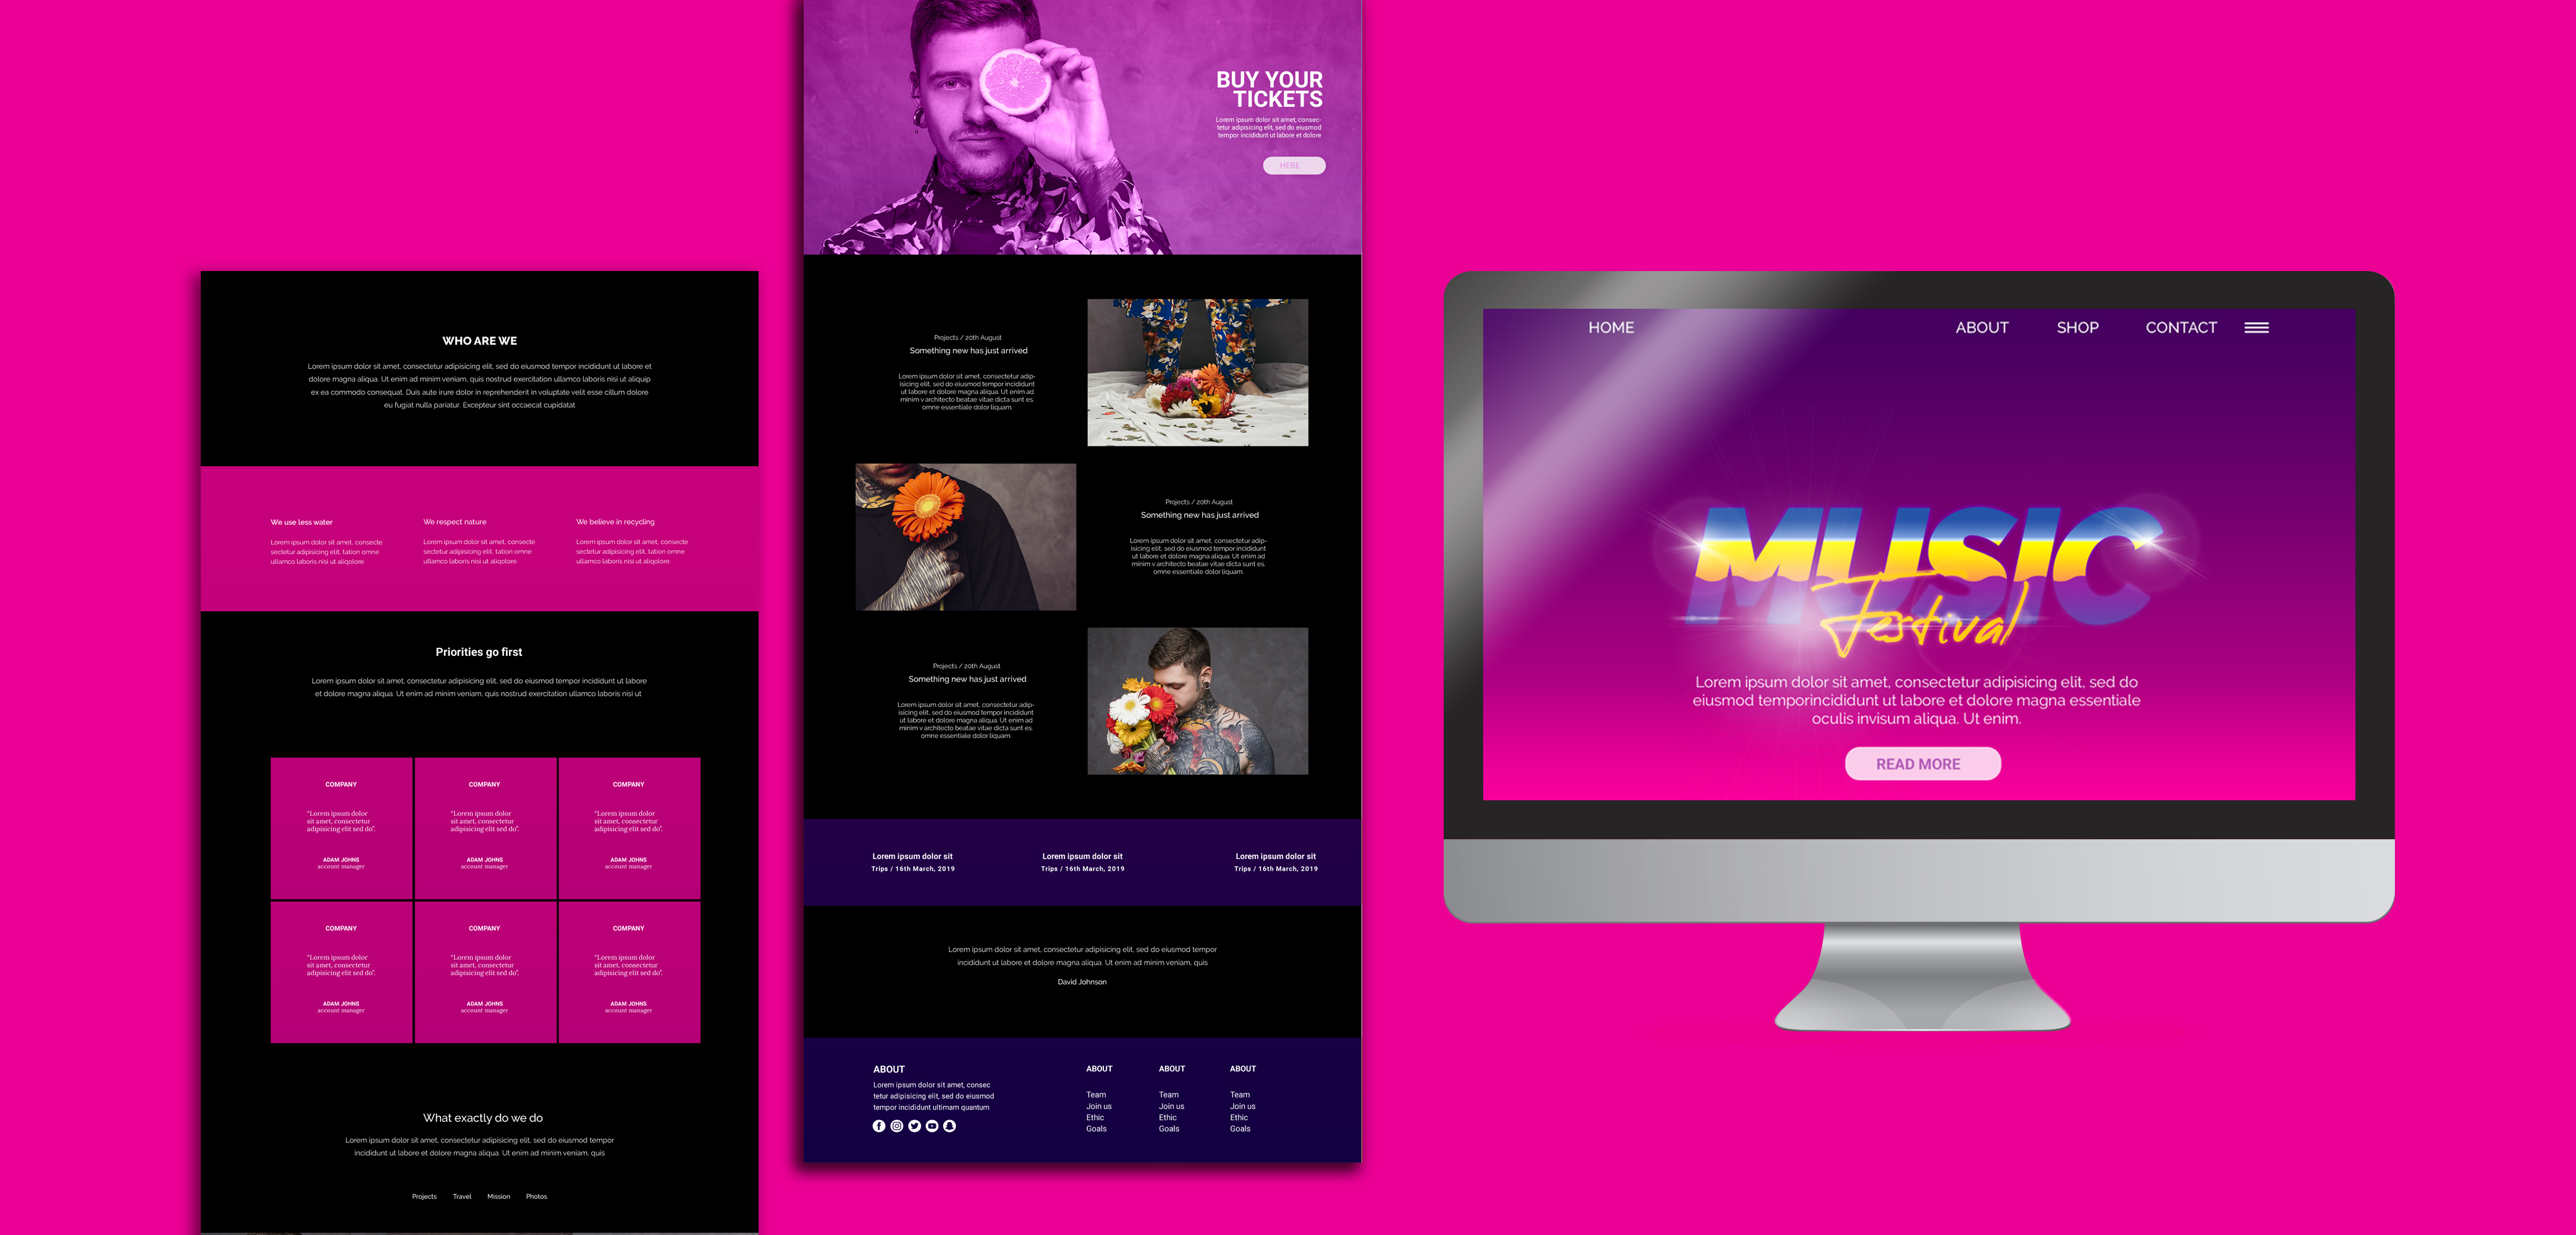 WHO ARE WE
Lorem ipsum dolor sit amet, consectetur adipisicing elit, sed do eiusmod tempor incididunt ut labore et
dolore magna aliqua. Ut enim ad minim veniam, quis nostrud exercitation ullamco laboris nisi ut aliquip
ex ea commodo consequat. Duis aute irure dolor in reprehenderit in voluptate velit esse cillum dolore
eu fugiat nulla pariatur. Excepteur sint occaecat cupidatat
We use less water
Lorem ipsum dolor sit amet, consecte
sectetur adipisicing elit, tation omne
ullamco laboris nisi ut aliqolore.
We respect nature
Lorem ipsum dolor sit amet, consecte
sectetur adipisicing elit, tation omne
ullamco laboris nisi ut aliqolore.
We believe in recycling
Lorem ipsum dolor sit amet, consecte
sectetur adipisicing elit, tation omne
ullamco laboris nisi ut aliqolore.
Priorities go first
Lorem ipsum dolor sit amet, consectetur adipisicing elit, sed do eiusmod tempor incididunt ut labore
et dolore magna aliqua. Ut enim ad minim veniam, quis nostrud exercitation ullamco laboris nisi ut
COMPANY
“Lorem ipsum dolor
sit amet, consectetur
adipisicing elit sed do”.
ADAM JOHNS
account manager
COMPANY
“Lorem ipsum dolor
sit amet, consectetur
adipisicing elit sed do”.
ADAM JOHNS
account manager
COMPANY
“Lorem ipsum dolor
sit amet, consectetur
adipisicing elit sed do”.
ADAM JOHNS
account manager
COMPANY
“Lorem ipsum dolor
sit amet, consectetur
adipisicing elit sed do”.
ADAM JOHNS
account manager
COMPANY
“Lorem ipsum dolor
sit amet, consectetur
adipisicing elit sed do”.
ADAM JOHNS
account manager
COMPANY
“Lorem ipsum dolor
sit amet, consectetur
adipisicing elit sed do”.
ADAM JOHNS
account manager
What exactly do we do
Lorem ipsum dolor sit amet, consectetur adipisicing elit, sed do eiusmod tempor
incididunt ut labore et dolore magna aliqua. Ut enim ad minim veniam, quis
Projects Travel Mission Photos
BUY YOUR
TICKETS
Lorem ipsum dolor sit amet, consec-
tetur adipisicing elit, sed do eiusmod
tempor incididunt ut labore et dolore
HERE
Projects / 20th August
Something new has just arrived
Lorem ipsum dolor sit amet, consectetur adip-
isicing elit, sed do eiusmod tempor incididunt
ut labore et dolore magna aliqua. Ut enim ad
minim v architecto beatae vitae dicta sunt es.
omne essentiale dolor liquam.
Projects / 20th August
Something new has just arrived
Lorem ipsum dolor sit amet, consectetur adip-
isicing elit, sed do eiusmod tempor incididunt
ut labore et dolore magna aliqua. Ut enim ad
minim v architecto beatae vitae dicta sunt es.
omne essentiale dolor liquam.
Projects / 20th August
Something new has just arrived
Lorem ipsum dolor sit amet, consectetur adip-
isicing elit, sed do eiusmod tempor incididunt
ut labore et dolore magna aliqua. Ut enim ad
minim v architecto beatae vitae dicta sunt es.
omne essentiale dolor liquam.
Lorem ipsum dolor sit
Trips / 16th March, 2019
Lorem ipsum dolor sit
Trips / 16th March, 2019
Lorem ipsum dolor sit
Trips / 16th March, 2019
Lorem ipsum dolor sit amet, consectetur adipisicing elit, sed do eiusmod tempor
incididunt ut labore et dolore magna aliqua. Ut enim ad minim veniam, quis
David Johnson
ABOUT
Lorem ipsum dolor sit amet, consec
tetur adipisicing elit, sed do eiusmod
tempor incididunt ultimam quantum
ABOUT
Team
Join us
Ethic
Goals
ABOUT
Team
Join us
Ethic
Goals
ABOUT
Team
Join us
Ethic
Goals
HOME ABOUT SHOP CONTACT
MUSIC
Festival
Lorem ipsum dolor sit amet, consectetur adipisicing elit, sed do
eiusmod temporincididunt ut labore et dolore magna essentiale
oculis invisum aliqua. Ut enim.
READ MORE